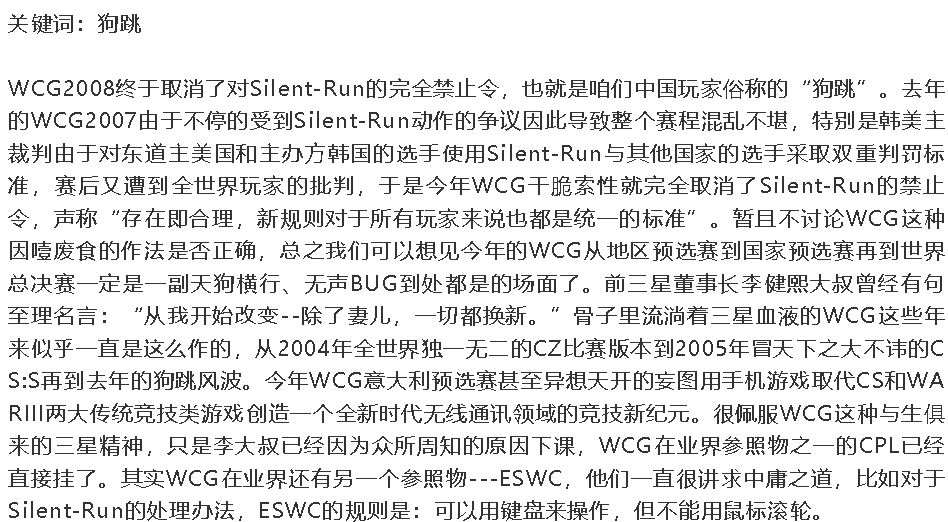 关键词：狗跳
WCG2008终于取消了对Silent-Run的完全禁止令，也就是咱们中国玩家俗称的“狗跳”。去年
的WCG2007由于不停的受到Silent-Run动作的争议因此导致整个赛程混乱不堪，特别是韩美主
裁判由于对东道主美国和主办方韩国的选手使用Silent-Run与其他国家的选手采取双重判罚标
准，赛后又遭到全世界玩家的批判，于是今年WCG干脆索性就完全取消了Silent-Run的禁止
令，声称“存在即合理，新规则对于所有玩家来说也都是统一的标准”。暂且不讨论WCG这种
因噎废食的作法是否正确，总之我们可以想见今年的WCG从地区预选赛到国家预选赛再到世界
总决赛一定是一副天狗横行、无声BUG到处都是的场面了。前三星董事长李健熙大叔曾经有句
至理名言：“从我开始改变--除了妻儿，一切都换新。”骨子里流淌着三星血液的WCG这些年
来似乎一直是这么作的，从2004年全世界独一无二的CZ比赛版本到2005年冒天下之大不讳的C
S:S再到去年的狗跳风波。今年WCG意大利预选赛甚至异想天开的妄图用手机游戏取代CS和WA
RIII两大传统竞技类游戏创造一个全新时代无线通讯领域的竞技新纪元。很佩服WCG这种与生俱
来的三星精神，只是李大叔已经因为众所周知的原因下课，WCG在业界参照物之一的CPL已经
直接挂了。其实WCG在业界还有另一个参照物---ESWC，他们一直很讲求中庸之道，比如对于
Silent-Run的处理办法，ESWC的规则是：可以用键盘来操作，但不能用鼠标滚轮。